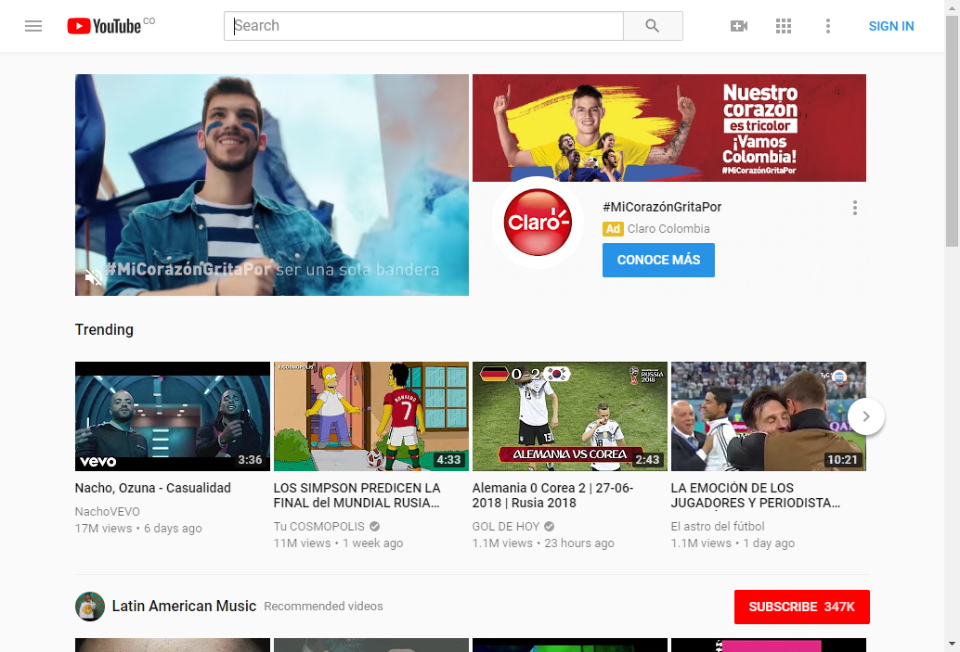 YouTube CO
Search
SIGN IN
#MiCorazónGritaPor ser una sola bandera
Nuestro
corazón
es tricolor
¡Vamos
Colombia!
#MiCorazónGritaPor
Claro
#MiCorazónGritaPor
Ad Claro Colombia
CONOCE MÁS
Trending
vevo
3:36
4:33
RONALDO
7
0 2
RUSSIA
2018
13
ALEMANIA VS COREA
2:43
10:21
Nacho, Ozuna - Casualidad
NachoVEVO
17M views • 6 days ago
LOS SIMPSON PREDICEN LA
FINAL del MUNDIAL RUSIA...
Tu COSMOPOLIS
11M views • 1 week ago
Alemania 0 Corea 2 | 27-06-
2018 | Rusia 2018
GOL DE HOY
1.1M views • 23 hours ago
LA EMOCIÓN DE LOS
JUGADORES Y PERIODISTA...
El astro del fútbol
1.1M views • 1 day ago
Latin American Music Recommended videos
SUBSCRIBE 347K